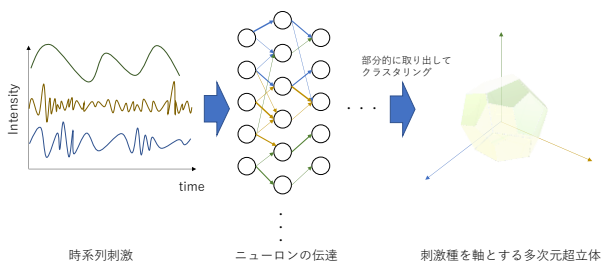 Intensity
time
部分的に取り出して
クラスタリング
時系列刺激
ニューロンの伝達
刺激種を軸とする多次元超立体